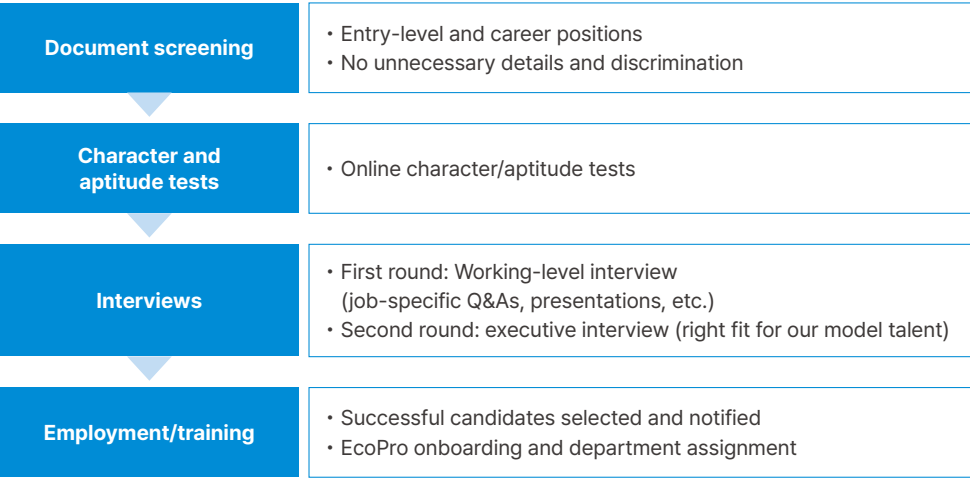 Document screening
・Entry-level and career positions
・No unnecessary details and discrimination
Character and
aptitude tests
・Online character/aptitude tests
Interviews
・First round: Working-level interview
(job-specific Q&As, presentations, etc.)
・Second round: executive interview (right fit for our model talent)
Employment/training
・Successful candidates selected and notified
・EcoPro onboarding and department assignment